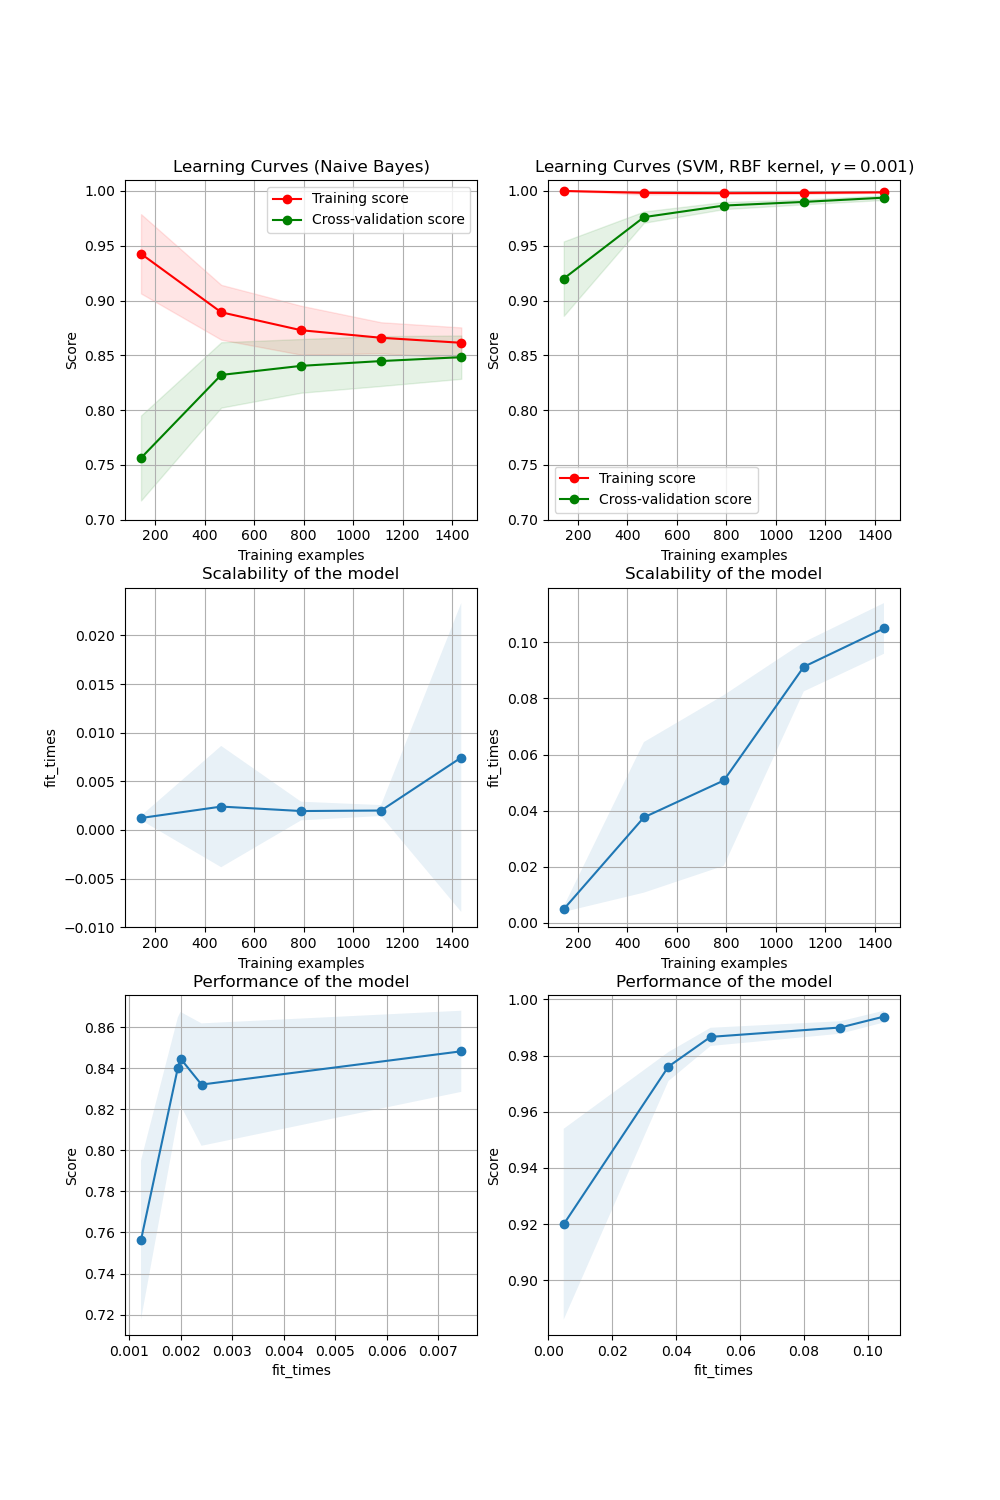 Learning Curves (Naive Bayes)
Score
1.00
0.95
0.90
0.85
0.80
0.75
0.70
Training score
Cross-validation score
200 400 600 800 1000 1200 1400
Training examples
Learning Curves (SVM, RBF kernel, γ = 0.001)
Score
1.00
0.95
0.90
0.85
0.80
0.75
0.70
Training score
Cross-validation score
200 400 600 800 1000 1200 1400
Training examples
Scalability of the model
fit_times
0.020
0.015
0.010
0.005
0.000
−0.005
−0.010
200 400 600 800 1000 1200 1400
Training examples
Scalability of the model
fit_times
0.10
0.08
0.06
0.04
0.02
0.00
200 400 600 800 1000 1200 1400
Training examples
Performance of the model
Score
0.86
0.84
0.82
0.80
0.78
0.76
0.74
0.72
0.001 0.002 0.003 0.004 0.005 0.006 0.007
fit_times
Performance of the model
Score
1.00
0.98
0.96
0.94
0.92
0.90
0.00 0.02 0.04 0.06 0.08 0.10
fit_times